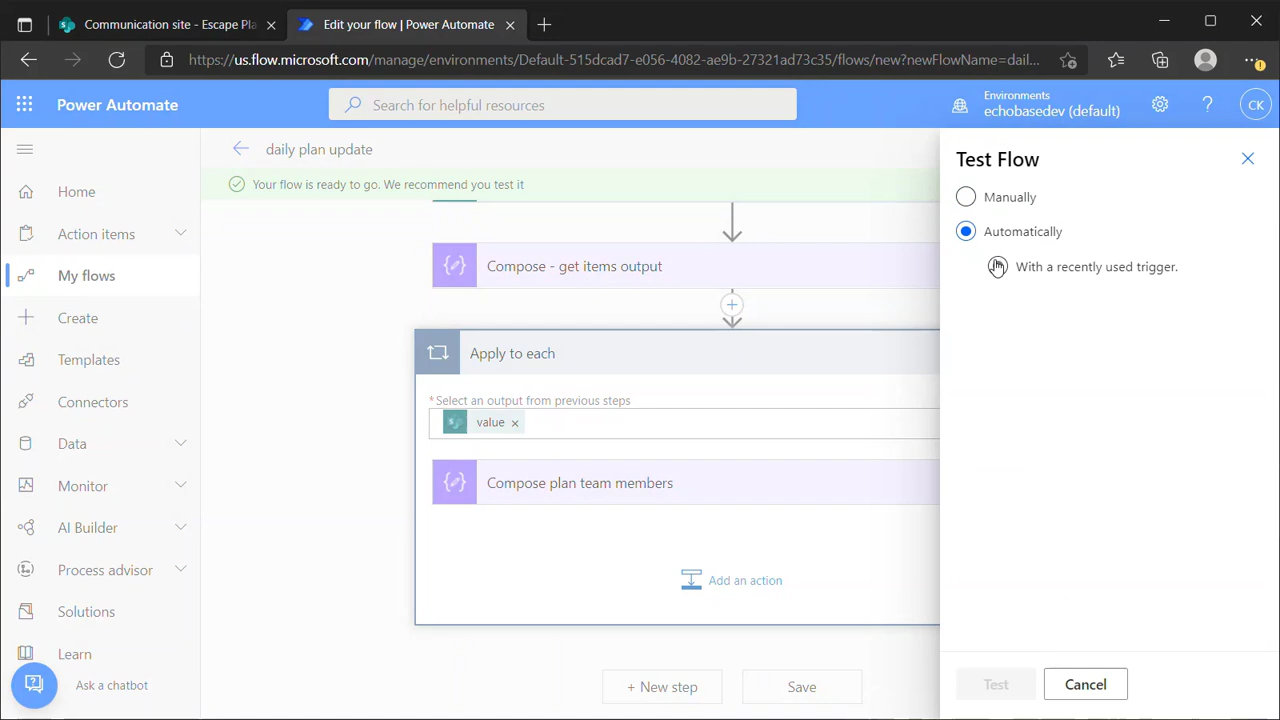 Communication site - Escape Pla
Edit your flow | Power Automate
https://us.flow.microsoft.com/manage/environments/Default-515dcad7-e056-4082-ae9b-27321ad73c35/flows/new?newFlowName=dail...
Power Automate
Search for helpful resources
Environments
echobasedev (default)
CK
daily plan update
Your flow is ready to go. We recommend you test it
Home
Action items
My flows
Create
Templates
Connectors
Data
Monitor
AI Builder
Process advisor
Solutions
Learn
Ask a chatbot
Compose - get items output
Apply to each
* Select an output from previous steps
value
Compose plan team members
Add an action
+ New step
Save
Test Flow
Manually
Automatically
With a recently used trigger.
Test
Cancel